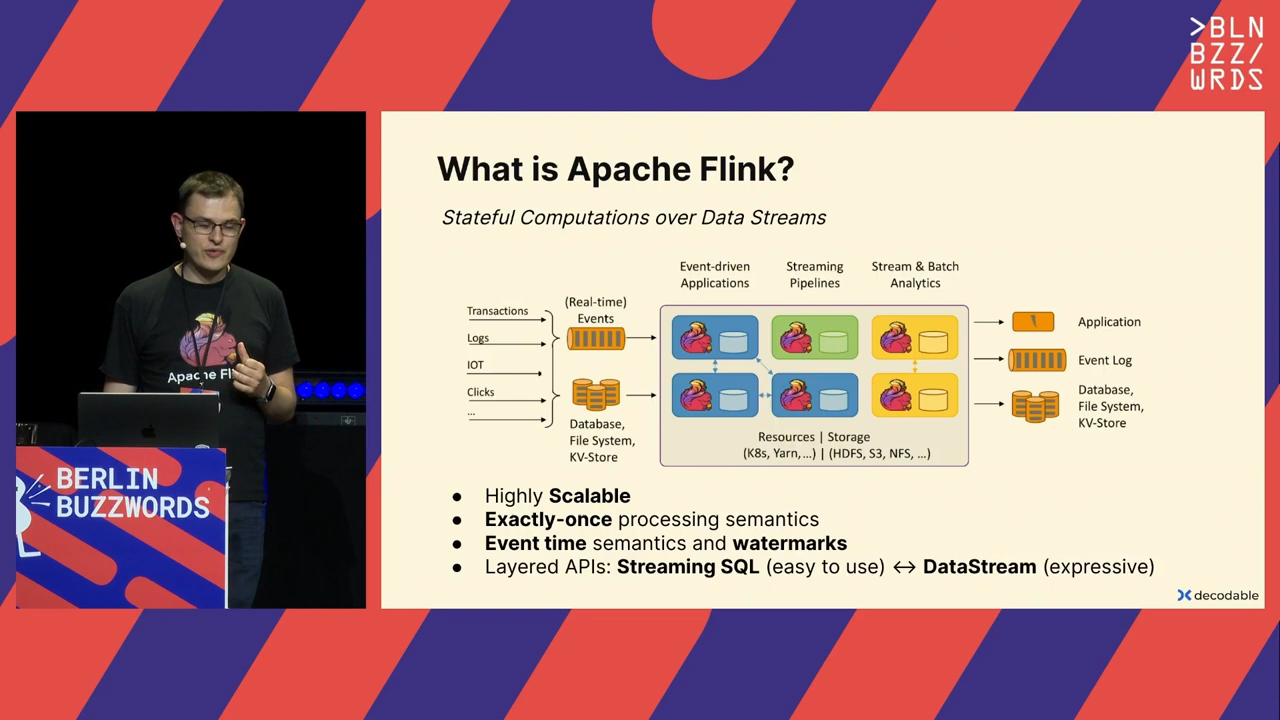 >BLN
BZZ/
WRDS
What is Apache Flink?
Stateful Computations over Data Streams
Event-driven
Applications
Streaming
Pipelines
Stream & Batch
Analytics
Transactions
Logs
IOT
Clicks
...
(Real-time)
Events
Database,
File System,
KV-Store
Resources | Storage
(K8s, Yarn,...) | (HDFS, S3, NFS, ...)
Application
Event Log
Database,
File System,
KV-Store
● Highly Scalable
● Exactly-once processing semantics
● Event time semantics and watermarks
● Layered APIs: Streaming SQL (easy to use) ↔ DataStream (expressive)
decodable
Apache
BERLIN
BUZZWORDS